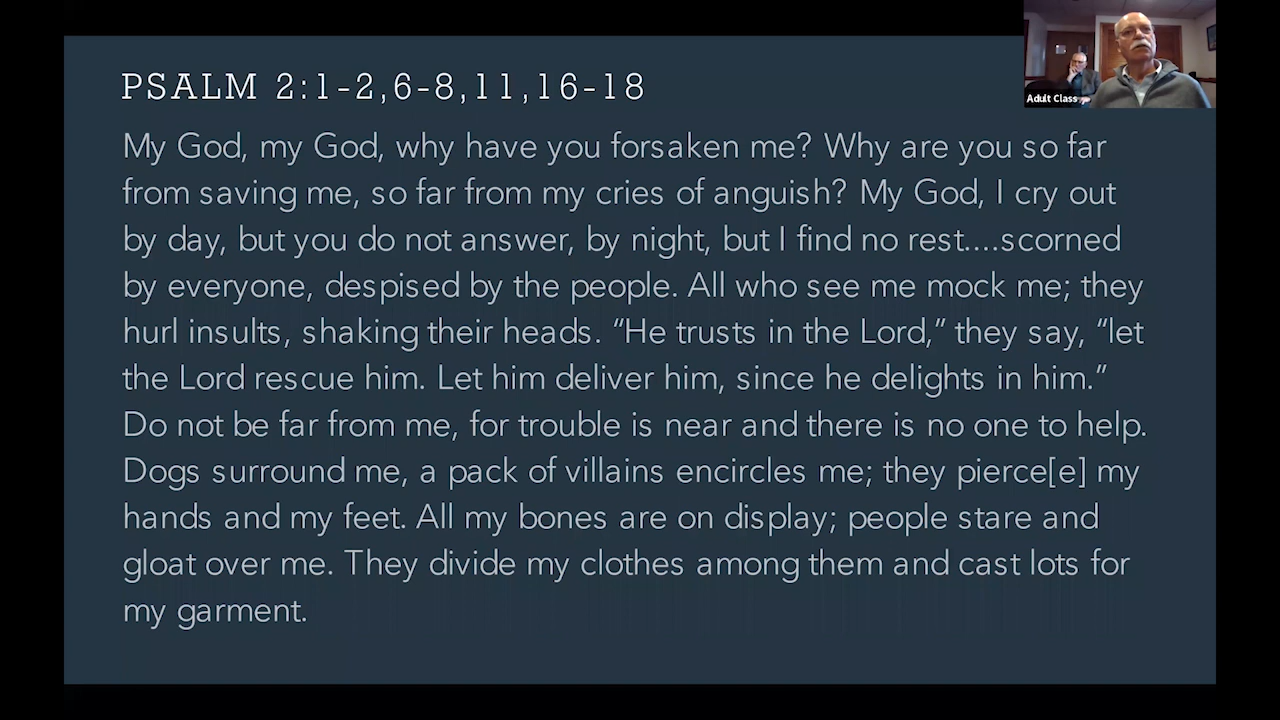 PSALM 2:1-2,6-8,11,16-18
My God, my God, why have you forsaken me? Why are you so far
from saving me, so far from my cries of anguish? My God, I cry out
by day, but you do not answer, by night, but I find no rest....scorned
by everyone, despised by the people. All who see me mock me; they
hurl insults, shaking their heads. “He trusts in the Lord,” they say, “let
the Lord rescue him. Let him deliver him, since he delights in him.”
Do not be far from me, for trouble is near and there is no one to help.
Dogs surround me, a pack of villains encircles me; they pierce[e] my
hands and my feet. All my bones are on display; people stare and
gloat over me. They divide my clothes among them and cast lots for
my garment.
Adult Class